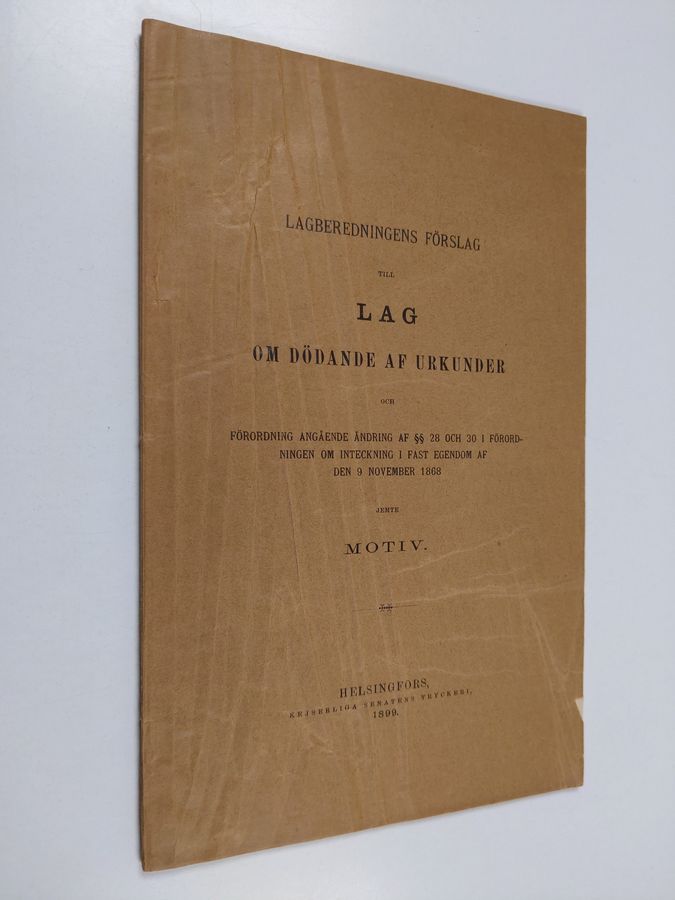 LAGBEREDNINGENS FÖRSLAG
TILL
LAG
OM DÖDANDE AF URKUNDER
OCH
FÖRORDNING ANGÅENDE ÄNDRING AF §§ 28 OCH 30 I FÖRORD-
NINGEN OM INTECKNING I FAST EGENDOM AF
DEN 9 NOVEMBER 1868
JEMTE
MOTIV.
HELSINGFORS,
KEJSERLIGA SENATENS TRYCKERI,
1899.